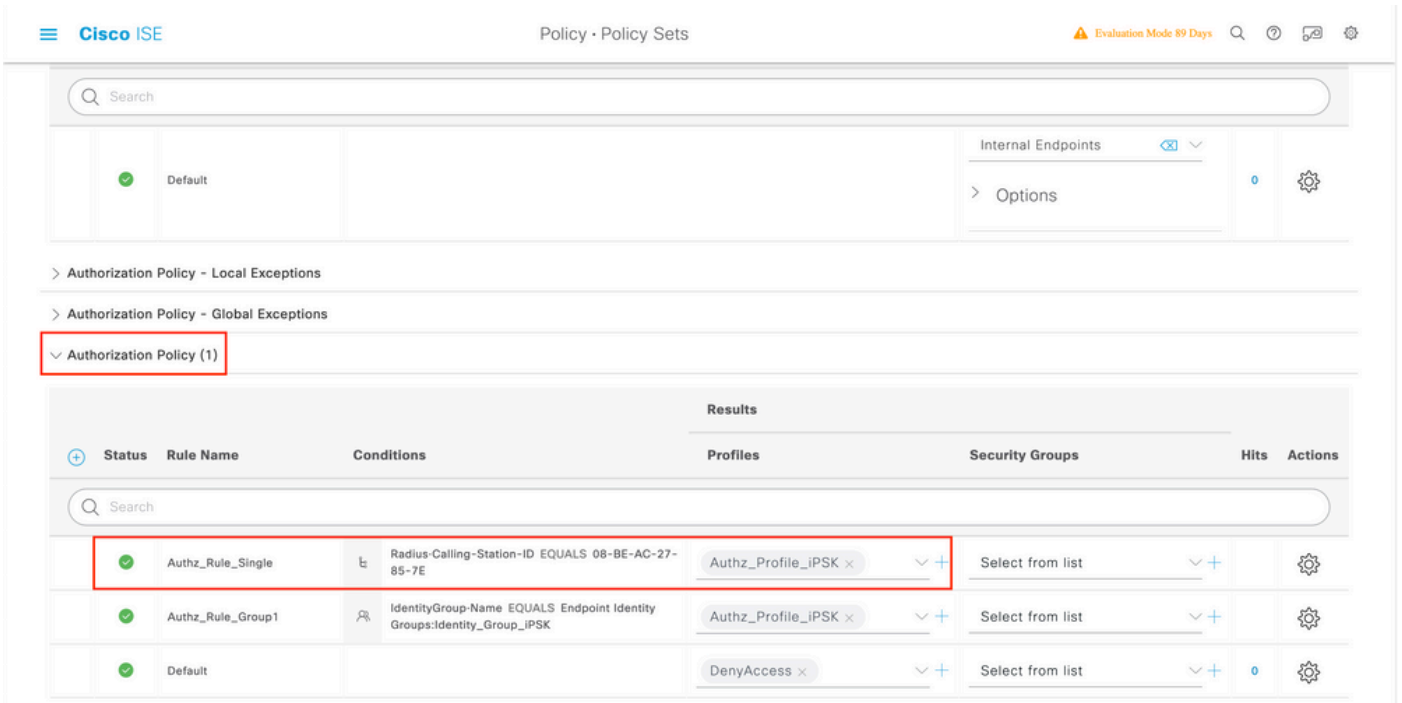 Cisco ISE
Policy · Policy Sets
Evaluation Mode 89 Days
Search
Default
Internal Endpoints
Options
0
Authorization Policy - Local Exceptions
Authorization Policy - Global Exceptions
Authorization Policy (1)
Results
Status Rule Name Conditions Profiles Security Groups Hits Actions
Search
Authz_Rule_Single
Radius-Calling-Station-ID EQUALS 08-BE-AC-27-
85-7E
Authz_Profile_iPSK
Select from list
Authz_Rule_Group1
IdentityGroup-Name EQUALS Endpoint Identity
Groups:Identity_Group_iPSK
Authz_Profile_iPSK
Select from list
Default
DenyAccess
Select from list
0